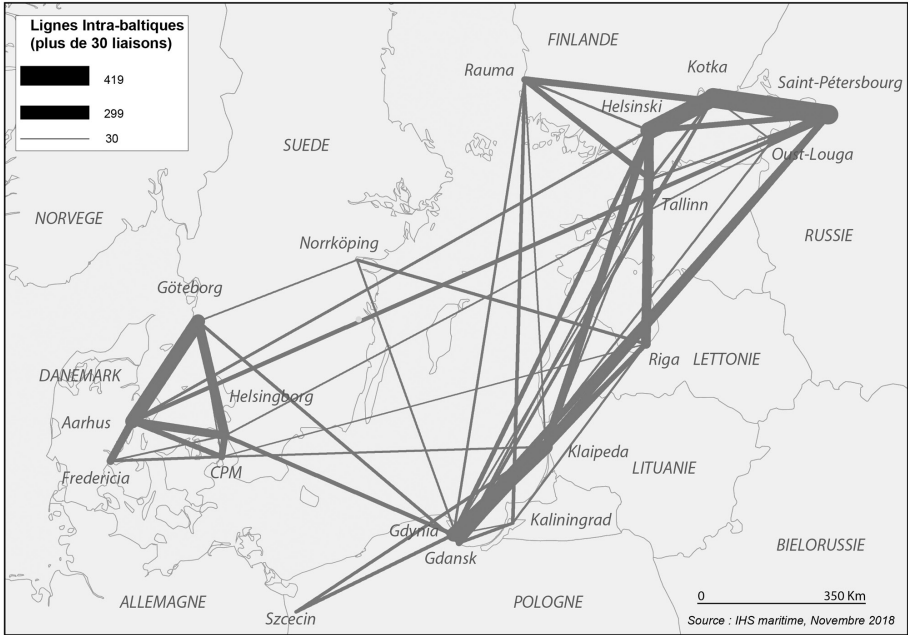 Lignes Intra-baltiques
(plus de 30 liaisons)
419
299
30
FINLANDE
Rauma
Kotka
Saint-Pétersbourg
Helsinski
SUEDE
Oust-Louga
Tallinn
NORVEGE
RUSSIE
Norrköping
Göteborg
Riga
LETTONIE
DANEMARK
Helsingborg
Aarhus
Klaipeda
Fredericia
CPM
LITUANIE
Kaliningrad
Gdynia
Gdansk
BIELORUSSIE
ALLEMAGNE
POLOGNE
Szczecin
0 350 Km
Source : IHS maritime, Novembre 2018